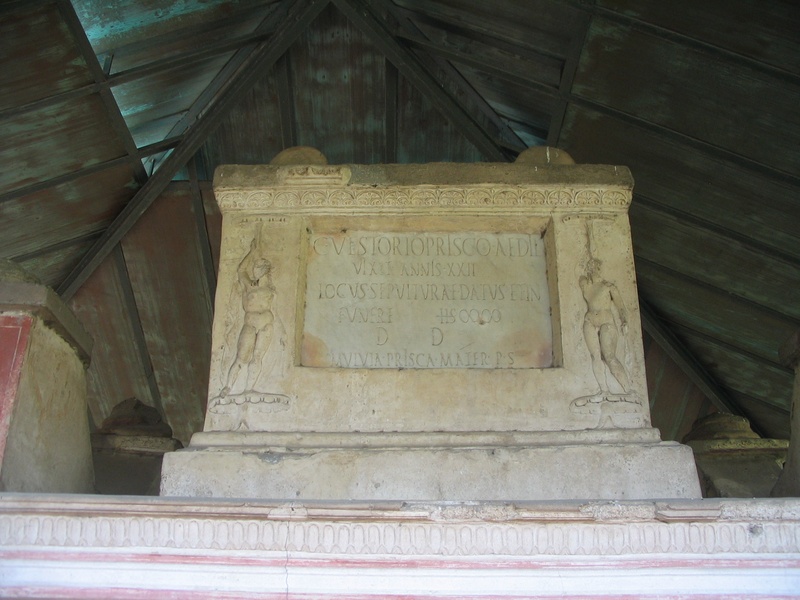 C VESTORIO PRISCO AEDIL
VIXIT ANNIS XXII
LOCVS SEPVLTVRAE DATVS ET IN
FVNERE HS ∞ ∞
D D
MVLVIA PRISCA MATER P S